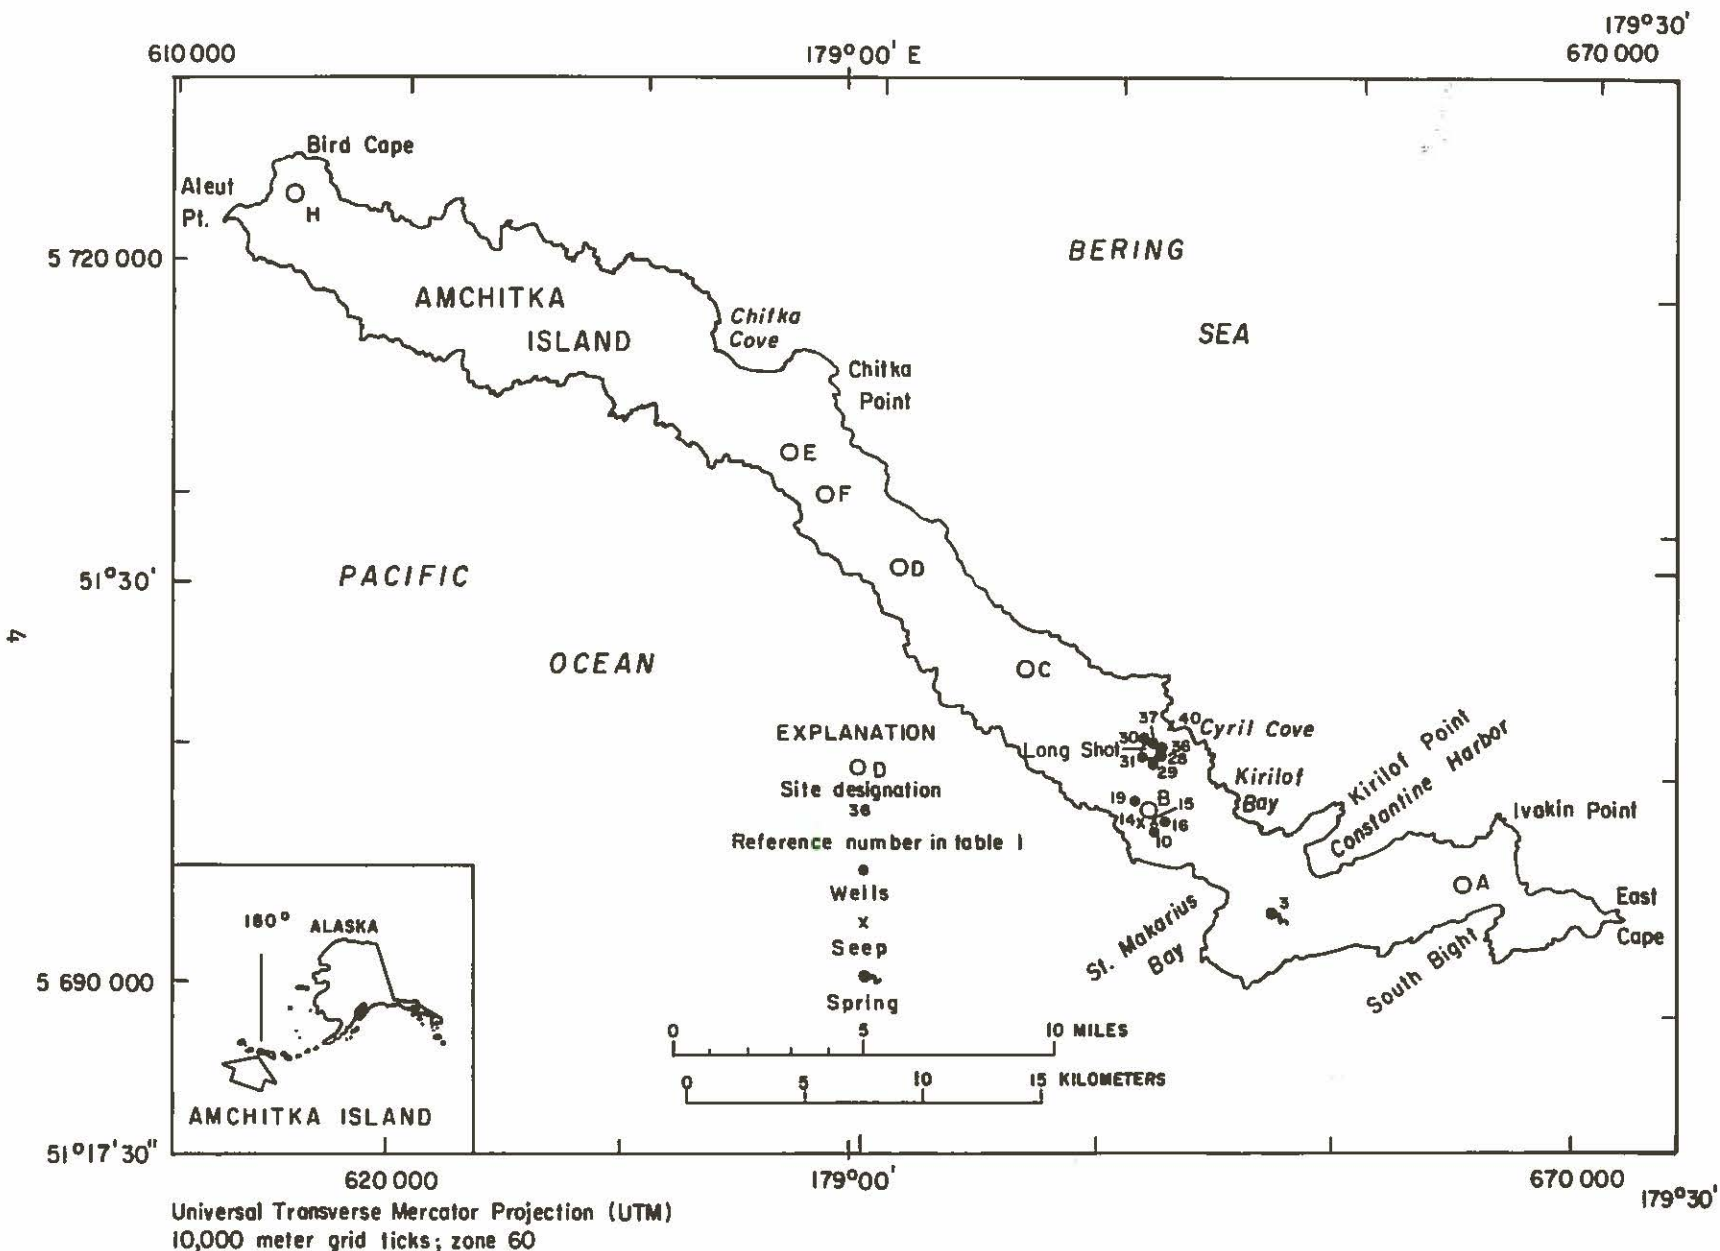 179°30'
610 000
179°00' E
670 000
Bird Cape
Aleut
Pt.
H
5 720 000
BERING
SEA
AMCHITKA
ISLAND
Chitka
Cove
Chitka
Point
E
F
51°30'
PACIFIC
OCEAN
D
C
4
37
40
Cyril Cove
30
Long Shot
36
28
31
29
Kirilof
Bay
Kirilof Point
Constantine Harbor
Ivakin Point
19
B
15
14
16
10
A
3
East
Cape
St. Makarius
Bay
South Bight
EXPLANATION
D
Site designation
36
Reference number in table 1
Wells
x
Seep
Spring
0 5 10 MILES
0 5 10 15 KILOMETERS
180°
ALASKA
AMCHITKA ISLAND
5 690 000
51°17'30"
620 000
179°00'
670 000
179°30'
Universal Transverse Mercator Projection (UTM)
10,000 meter grid ticks; zone 60